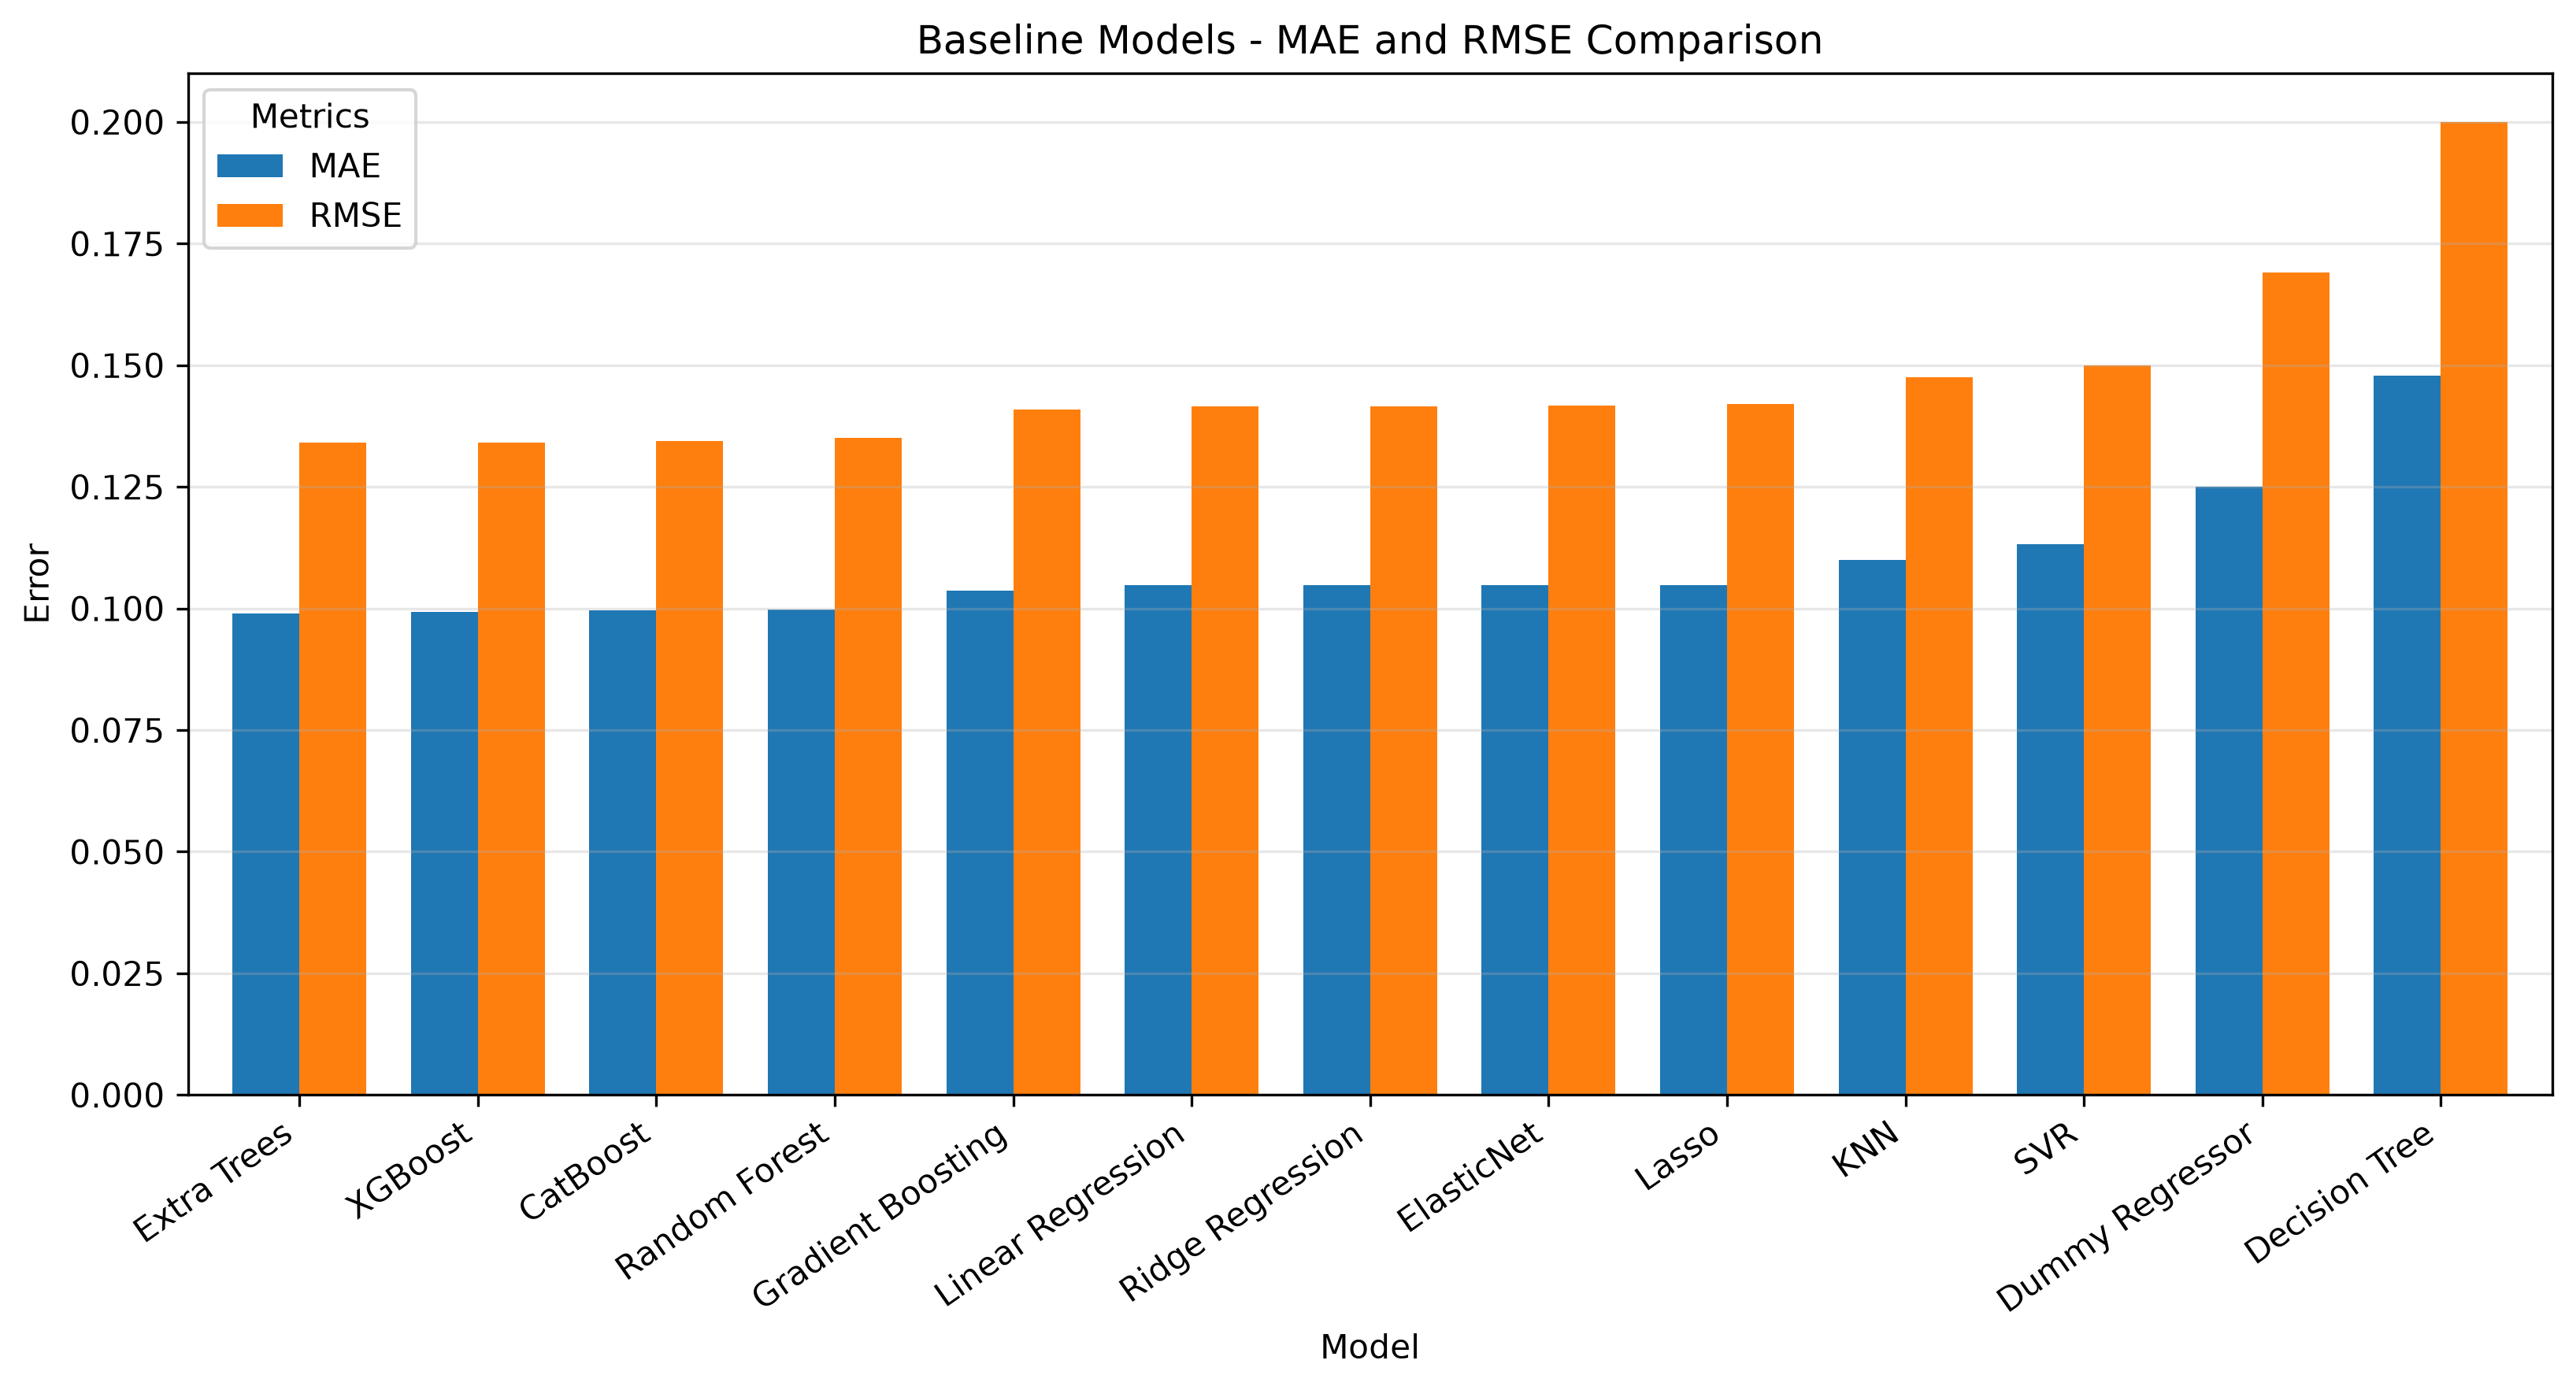 Baseline Models - MAE and RMSE Comparison
Metrics
MAE
RMSE
0.200
0.175
0.150
0.125
0.100
0.075
0.050
0.025
0.000
Error
Extra Trees
XGBoost
CatBoost
Random Forest
Gradient Boosting
Linear Regression
Ridge Regression
ElasticNet
Lasso
KNN
SVR
Dummy Regressor
Decision Tree
Model